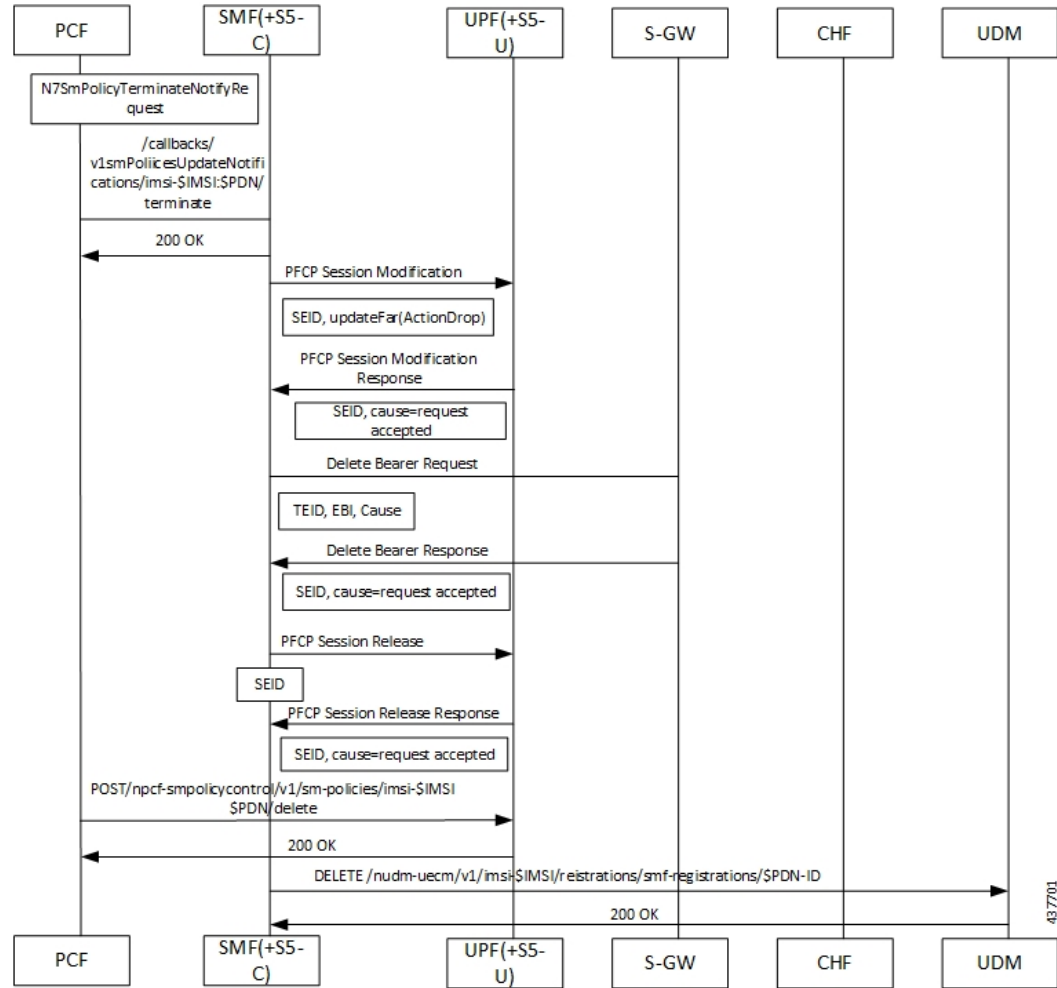 PCF
SMF(+S5-
C)
UPF(+S5-
U)
S-GW
CHF
UDM
N7SmPolicyTerminateNotifyRe
quest
/callbacks/
v1smPoliicesUpdateNotifi
cations/imsi-$IMSI:$PDN/
terminate
200 OK
PFCP Session Modification
SEID, updateFar(ActionDrop)
PFCP Session Modification
Response
SEID, cause=request
accepted
Delete Bearer Request
TEID, EBI, Cause
Delete Bearer Response
SEID, cause=request accepted
PFCP Session Release
SEID
PFCP Session Release Response
SEID, cause=request accepted
POST/npcf-smpolicycontrol/v1/sm-policies/imsi-$IMSI
$PDN/delete
200 OK
DELETE /nudm-uecm/v1/imsi-$IMSI/reistrations/smf-registrations/$PDN-ID
200 OK
437701
PCF
SMF(+S5-
C)
UPF(+S5-
U)
S-GW
CHF
UDM